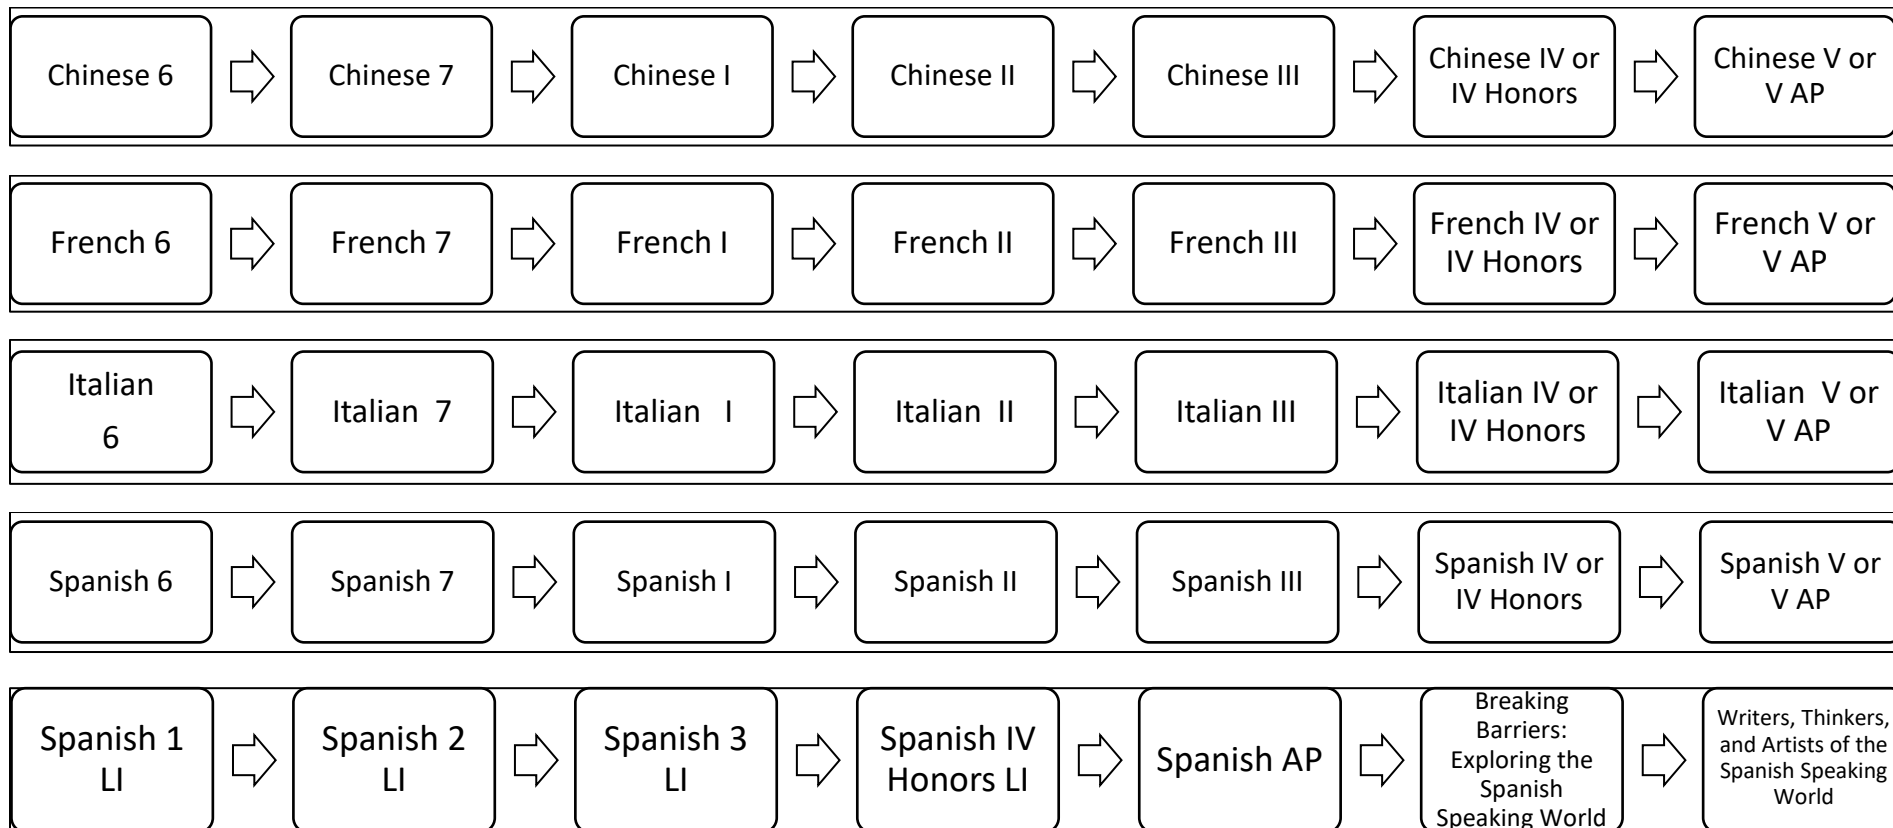 Chinese 6
Chinese 7
Chinese I
Chinese II
Chinese III
Chinese IV or
IV Honors
Chinese V or
V AP
French 6
French 7
French I
French II
French III
French IV or
IV Honors
French V or
V AP
Italian
6
Italian 7
Italian I
Italian II
Italian III
Italian IV or
IV Honors
Italian V or
V AP
Spanish 6
Spanish 7
Spanish I
Spanish II
Spanish III
Spanish IV or
IV Honors
Spanish V or
V AP
Spanish 1
LI
Spanish 2
LI
Spanish 3
LI
Spanish IV
Honors LI
Spanish AP
Breaking
Barriers:
Exploring the
Spanish
Speaking World
Writers, Thinkers,
and Artists of the
Spanish Speaking
World